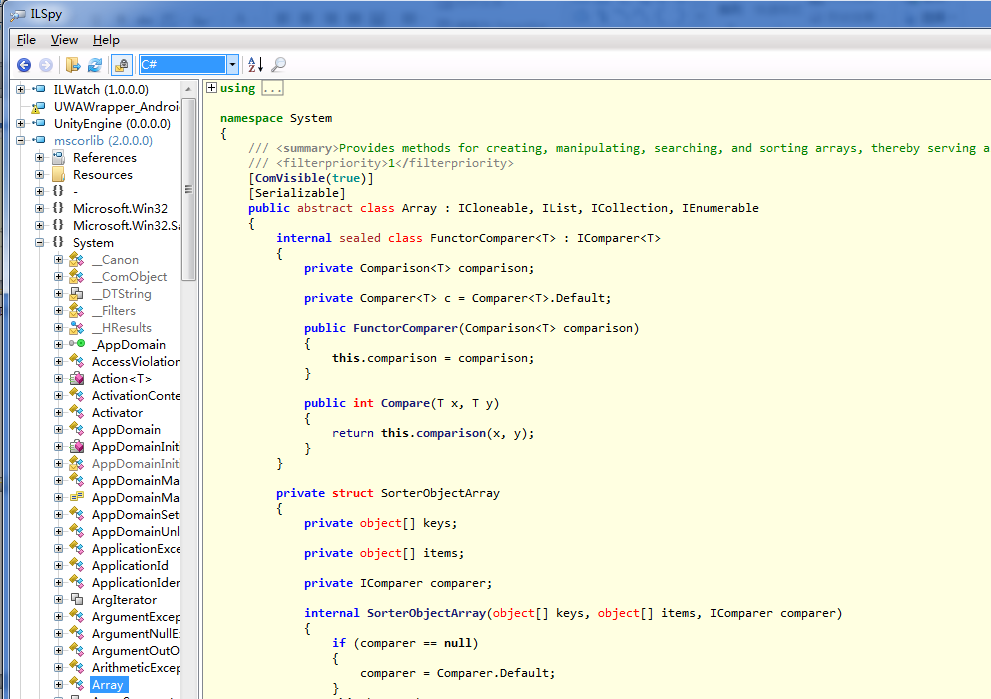 ILSpy
File View Help
C#
ILWatch (1.0.0.0)
UWAWrapper_Androi
UnityEngine (0.0.0.0)
mscorlib (2.0.0.0)
References
Resources
{} -
{} Microsoft.Win32
{} Microsoft.Win32.Sa
{} System
__Canon
__ComObject
__DTString
__Filters
__HResults
_AppDomain
AccessViolation
Action<T>
ActivationConte
Activator
AppDomain
AppDomainIniti
AppDomainIniti
AppDomainMa
AppDomainMa
AppDomainSet
AppDomainUnl
ApplicationExce
ApplicationId
ApplicationIden
ArgIterator
ArgumentExcep
ArgumentNullE
ArgumentOutO
ArithmeticExcep
Array
using ...
namespace System
{
/// <summary>Provides methods for creating, manipulating, searching, and sorting arrays, thereby serving a
/// <filterpriority>1</filterpriority>
[ComVisible(true)]
[Serializable]
public abstract class Array : ICloneable, IList, ICollection, IEnumerable
{
internal sealed class FunctorComparer<T> : IComparer<T>
{
private Comparison<T> comparison;
private Comparer<T> c = Comparer<T>.Default;
public FunctorComparer(Comparison<T> comparison)
{
this.comparison = comparison;
}
public int Compare(T x, T y)
{
return this.comparison(x, y);
}
}
private struct SorterObjectArray
{
private object[] keys;
private object[] items;
private IComparer comparer;
internal SorterObjectArray(object[] keys, object[] items, IComparer comparer)
{
if (comparer == null)
{
comparer = Comparer.Default;
}